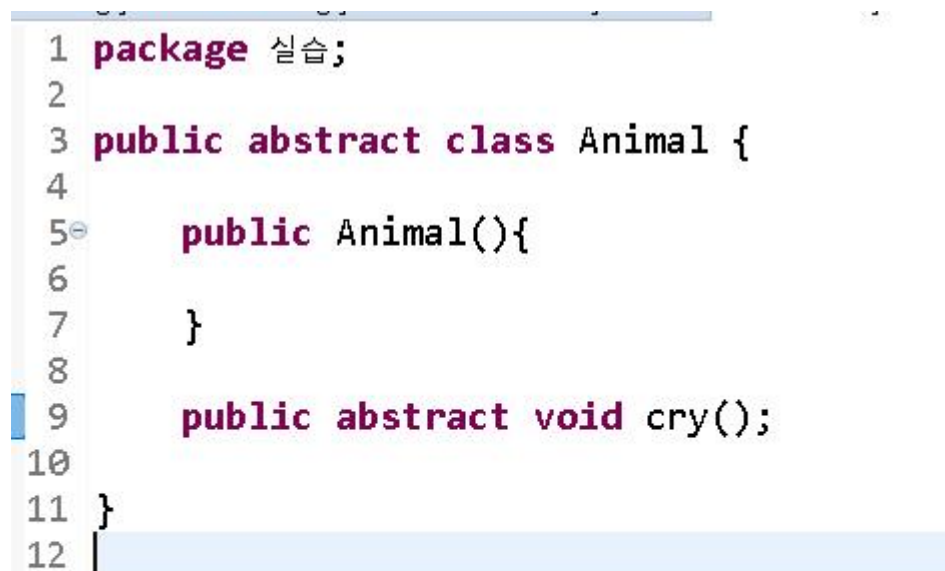 1 package 실습;
2
3 public abstract class Animal {
4
5 public Animal(){
6
7 }
8
9 public abstract void cry();
10
11 }
12